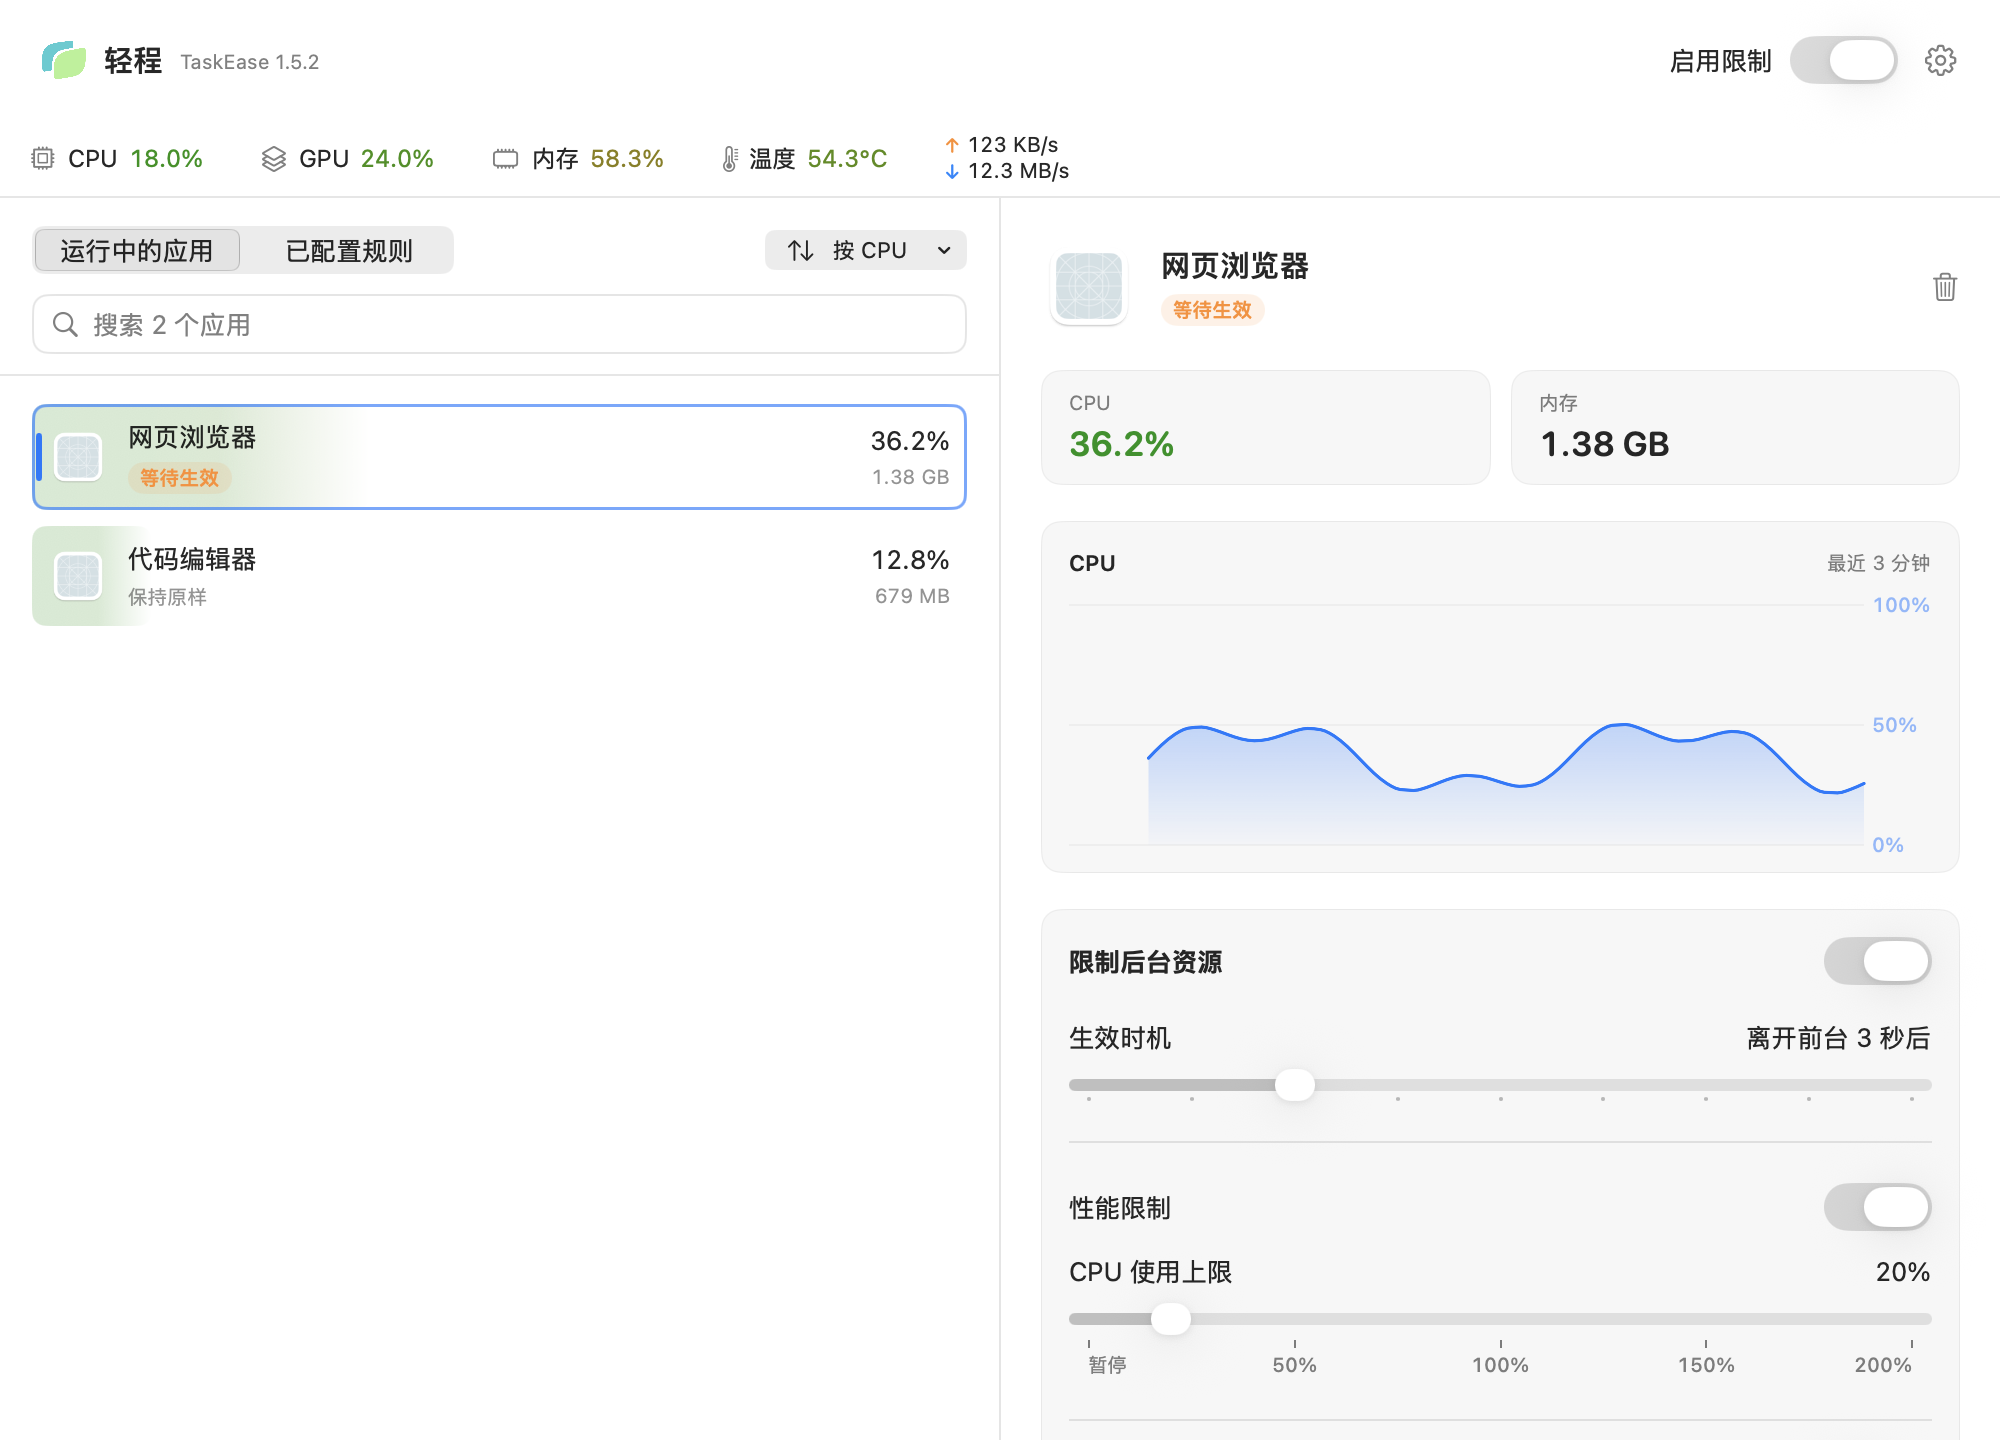 轻程 TaskEase 1.5.2
启用限制
CPU 18.0%
GPU 24.0%
内存 58.3%
温度 54.3°C
↑ 123 KB/s
↓ 12.3 MB/s
运行中的应用
已配置规则
按 CPU
搜索 2 个应用
网页浏览器
等待生效
36.2%
1.38 GB
代码编辑器
保持原样
12.8%
679 MB
网页浏览器
等待生效
CPU
36.2%
内存
1.38 GB
CPU
最近 3 分钟
100%
50%
0%
限制后台资源
生效时机
离开前台 3 秒后
性能限制
CPU 使用上限
20%
暂停
50%
100%
150%
200%